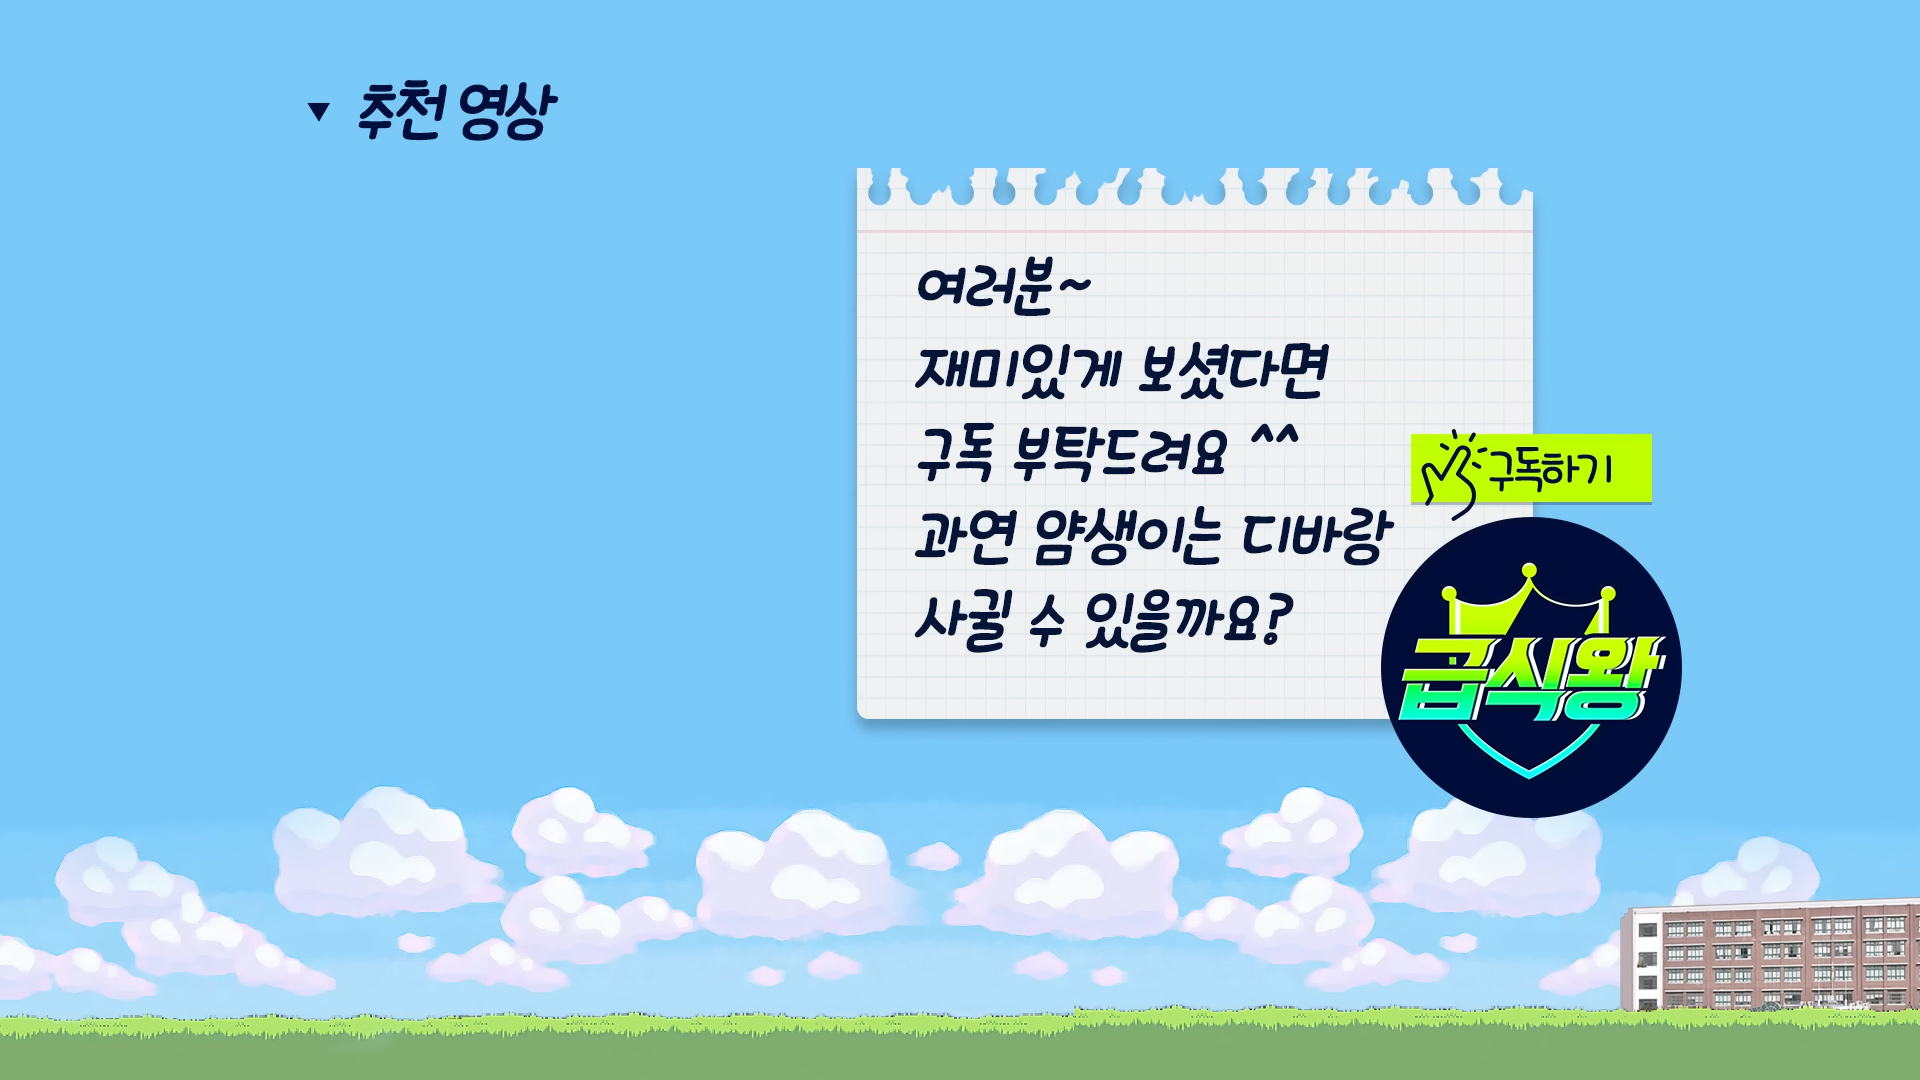 ▼ 추천 영상
여러분~
재미있게 보셨다면
구독 부탁드려요 ^^
과연 얌생이는 디바랑
사귈 수 있을까요?
구독하기
급식왕